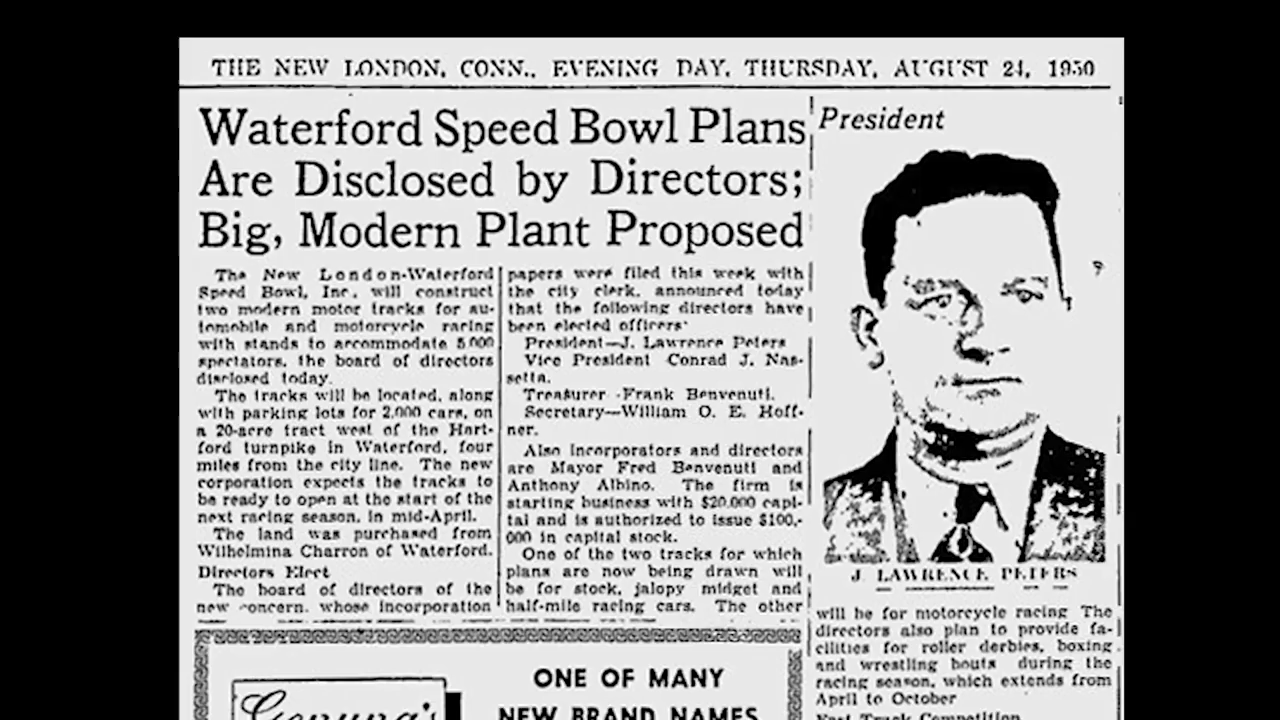 THE NEW LONDON, CONN., EVENING DAY, THURSDAY, AUGUST 24, 1950
Waterford Speed Bowl Plans
Are Disclosed by Directors;
Big, Modern Plant Proposed
The New London-Waterford
Speed Bowl, Inc., will construct
two modern motor tracks for au-
tomobile and motorcycle racing
with stands to accommodate 5,000
spectators, the board of directors
disclosed today.
The tracks will be located, along
with parking lots for 2,000 cars, on
a 20-acre tract west of the Hart-
ford turnpike in Waterford, four
miles from the city line. The new
corporation expects the tracks to
be ready to open at the start of the
next racing season, in mid-April.
The land was purchased from
Wilhelmina Charron of Waterford.
Directors Elect
The board of directors of the
new concern, whose incorporation
papers were filed this week with
the city clerk, announced today
that the following directors have
been elected officers:
President—J. Lawrence Peters
Vice President Conrad J. Nas-
setta.
Treasurer -Frank Benvenuti.
Secretary—William O. E. Hoff-
ner.
Also incorporators and directors
are Mayor Fred Benvenuti and
Anthony Albino. The firm is
starting business with $20,000 capi-
tal and is authorized to issue $100,-
000 in capital stock.
One of the two tracks for which
plans are now being drawn will
be for stock, jalopy midget and
half-mile racing cars. The other
President
J. LAWRENCE PETERS
will be for motorcycle racing The
directors also plan to provide fa-
cilities for roller derbies, boxing
and wrestling bouts during the
racing season, which extends from
April to October
Fast Track Competition
ONE OF MANY
NEW BRAND NAMES